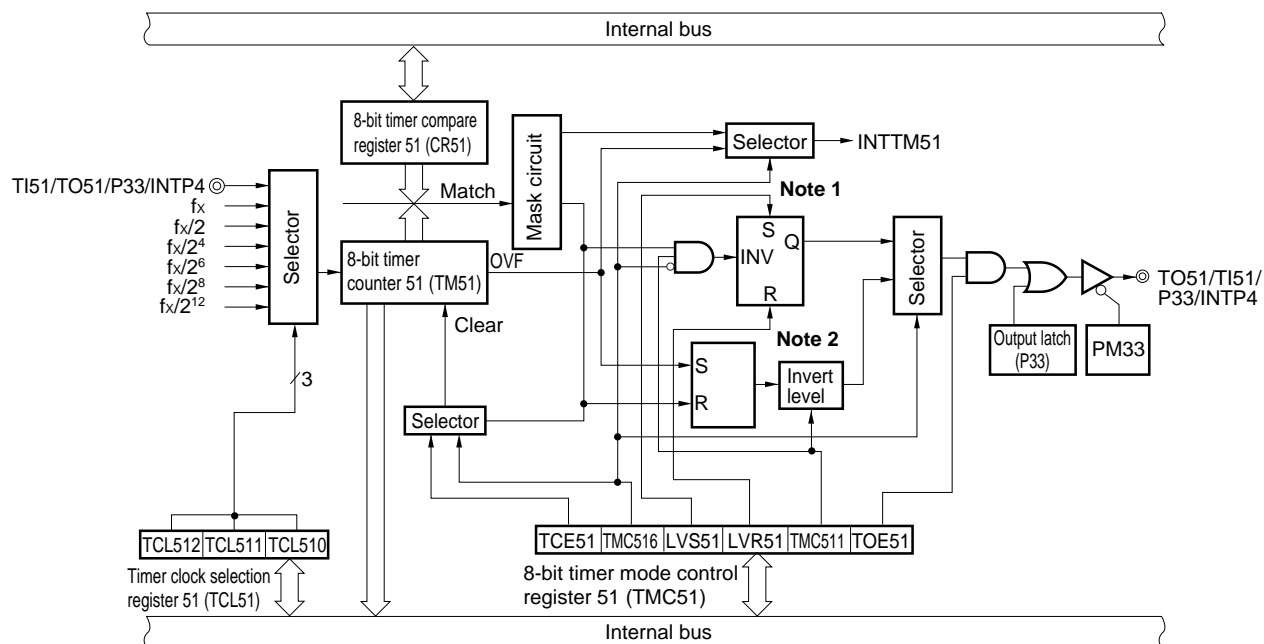 Internal bus
8-bit timer compare
register 51 (CR51)
Mask circuit
Selector
INTTM51
TI51/TO51/P33/INTP4
Match
Note 1
fX
fX/2
fX/2⁴
fX/2⁶
fX/2⁸
fX/2¹²
Selector
8-bit timer
counter 51 (TM51)
OVF
S
Q
INV
R
Selector
TO51/TI51/
P33/INTP4
Clear
Note 2
Output latch
(P33)
PM33
3
S
R
Invert
level
Selector
TCL512 TCL511 TCL510
TCE51 TMC516 LVS51 LVR51 TMC511 TOE51
Timer clock selection
register 51 (TCL51)
8-bit timer mode control
register 51 (TMC51)
Internal bus